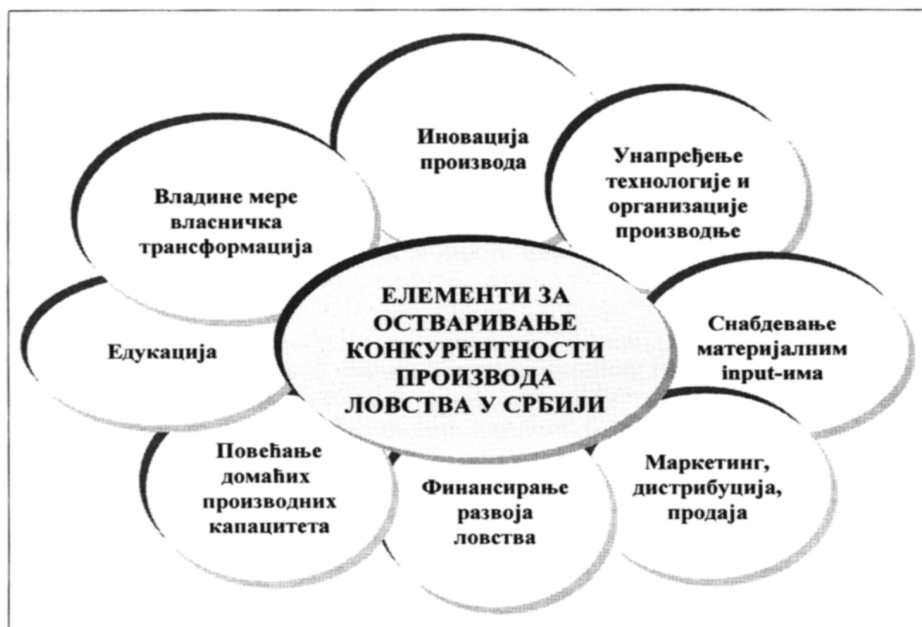 Иновација
производа
Унапређење
технологије и
организације
производње
Владине мере
власничка
трансформација
ЕЛЕМЕНТИ ЗА
ОСТВАРИВАЊЕ
КОНКУРЕНТНОСТИ
ПРОИЗВОДА
ЛОВСТВА У СРБИЈИ
Снабдевање
материјалним
input-има
Едукација
Повећање
домаћих
производних
капацитета
Финансирање
развоја
ловства
Маркетинг,
дистрибуција,
продаја